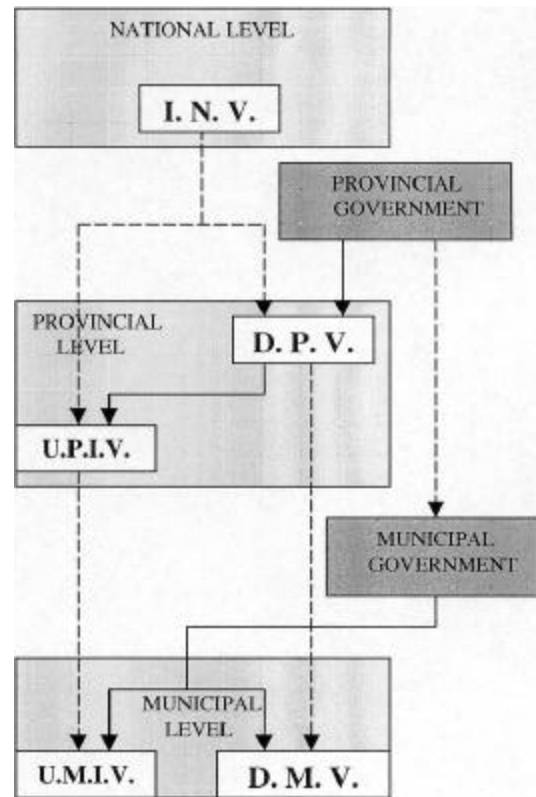 NATIONAL LEVEL
I. N. V.
PROVINCIAL
GOVERNMENT
PROVINCIAL
LEVEL
D. P. V.
U.P.I.V.
MUNICIPAL
GOVERNMENT
MUNICIPAL
LEVEL
U.M.I.V.
D. M. V.